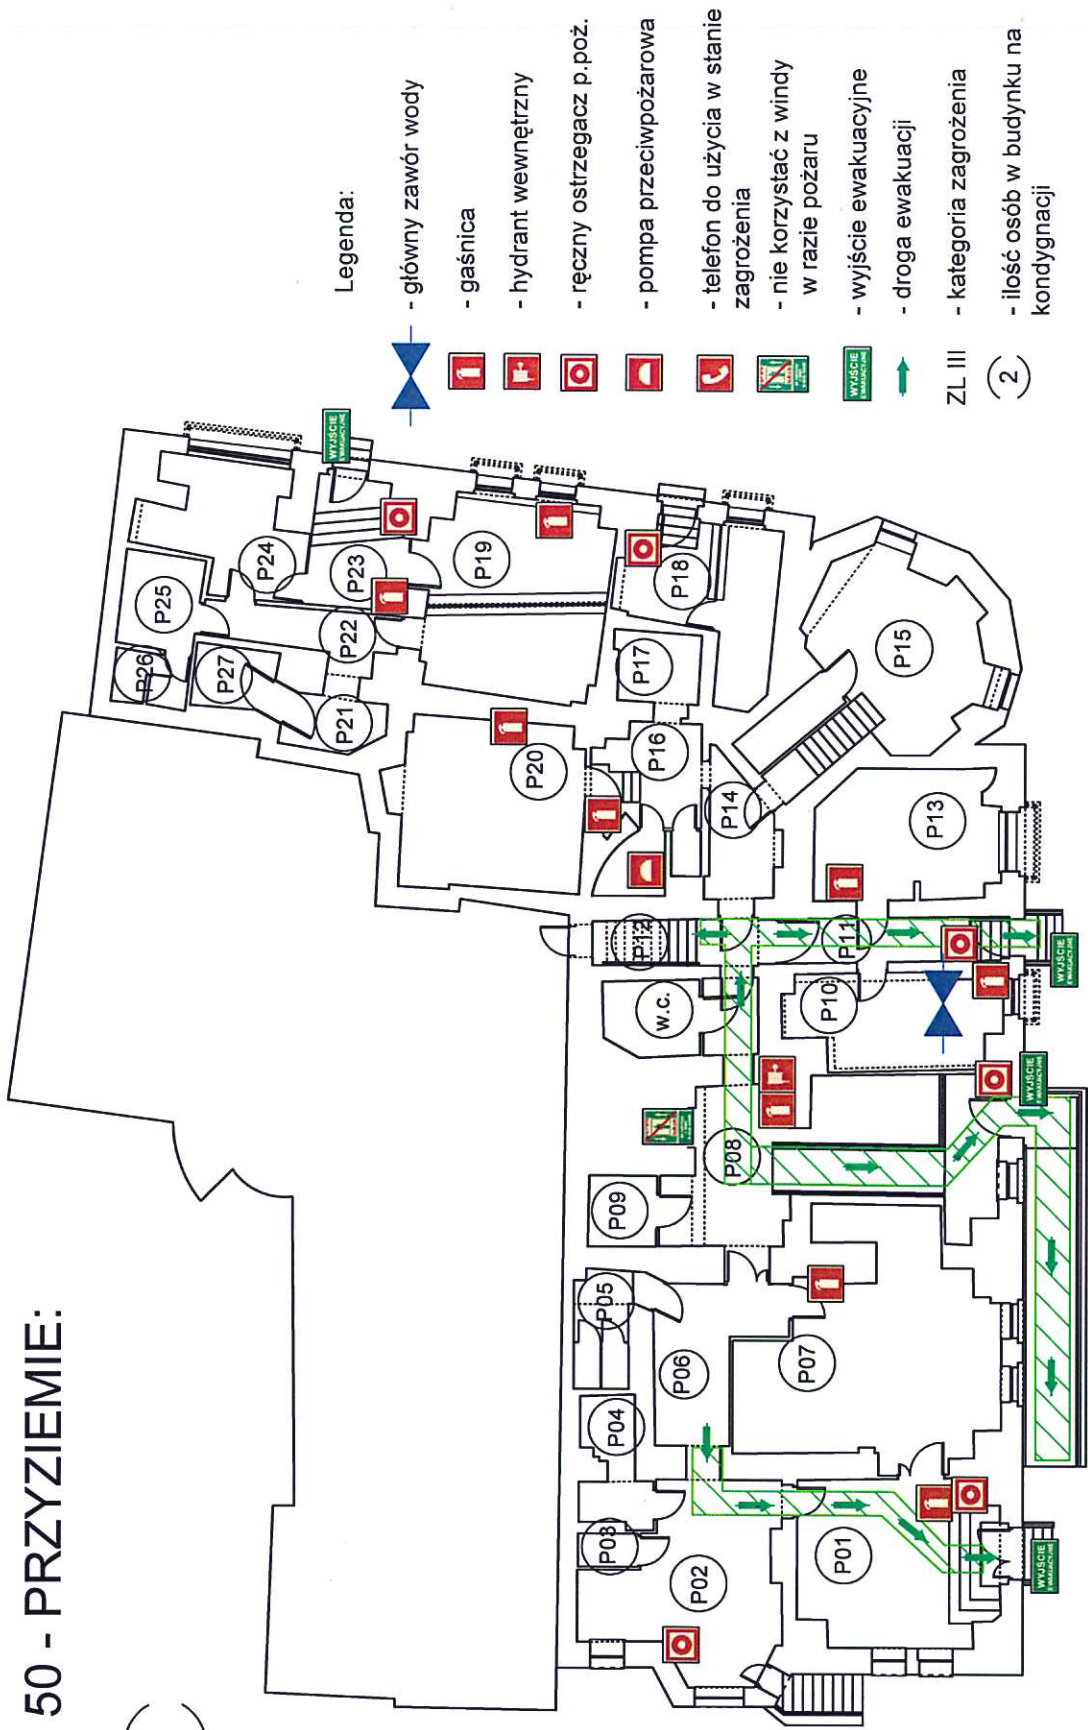 50 - PRZYZIEMIE:
Legenda:
- główny zawór wody
- gaśnica
- hydrant wewnętrzny
- ręczny ostrzegacz p.poż.
- pompa przeciwpożarowa
- telefon do użycia w stanie
zagrożenia
- nie korzystać z windy
w razie pożaru
WYJŚCIE
EWAKUACYJNE
- wyjście ewakuacyjne
- droga ewakuacji
ZL III - kategoria zagrożenia
2 - ilość osób w budynku na
kondygnacji
P26
P25
P24
P27
P23
P22
P21
P19
P20
P18
P17
P16
P15
P14
P13
P12
P11
w.c.
P10
P09
P08
P05
P06
P07
P04
P03
P02
P01
WYJŚCIE
EWAKUACYJNE
WYJŚCIE
EWAKUACYJNE
WYJŚCIE
EWAKUACYJNE
WYJŚCIE
EWAKUACYJNE